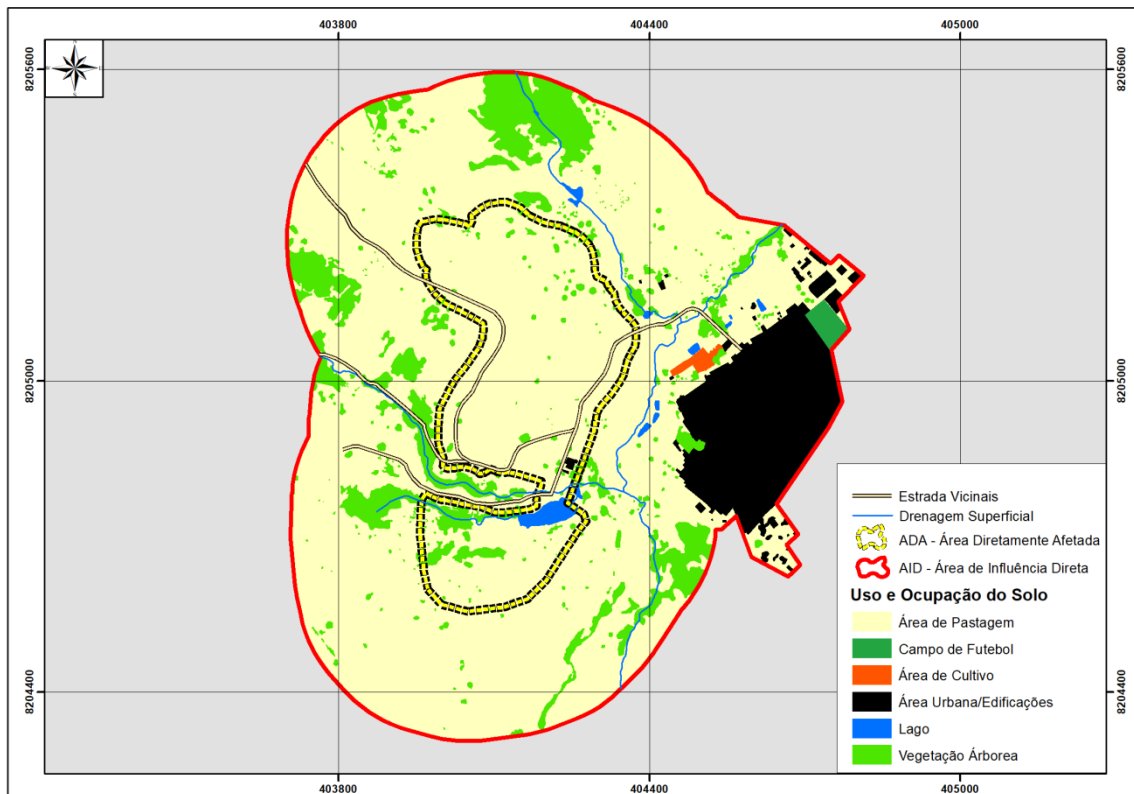 403800 404400 405000
8205600 8205600
8205000 8205000
8204400 8204400
Estrada Vicinais
Drenagem Superficial
ADA - Área Diretamente Afetada
AID - Área de Influência Direta
Uso e Ocupação do Solo
Área de Pastagem
Campo de Futebol
Área de Cultivo
Área Urbana/Edificações
Lago
Vegetação Árborea
403800 404400 405000